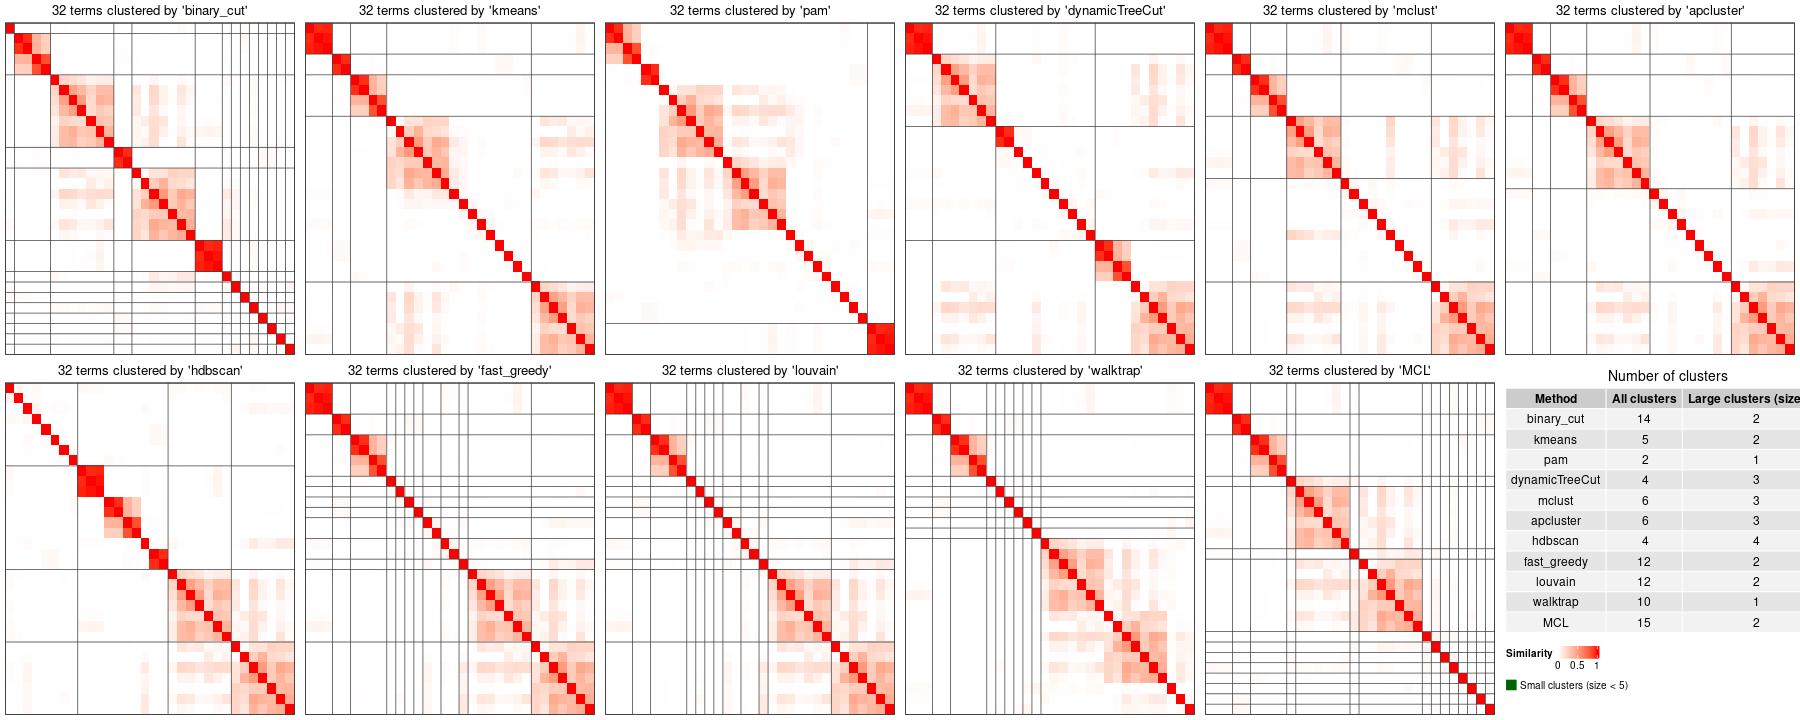 32 terms clustered by 'binary_cut'
32 terms clustered by 'kmeans'
32 terms clustered by 'pam'
32 terms clustered by 'dynamicTreeCut'
32 terms clustered by 'mclust'
32 terms clustered by 'apcluster'
32 terms clustered by 'hdbscan'
32 terms clustered by 'fast_greedy'
32 terms clustered by 'louvain'
32 terms clustered by 'walktrap'
32 terms clustered by 'MCL'
Number of clusters
Method All clusters Large clusters (size
binary_cut 14 2
kmeans 5 2
pam 2 1
dynamicTreeCut 4 3
mclust 6 3
apcluster 6 3
hdbscan 4 4
fast_greedy 12 2
louvain 12 2
walktrap 10 1
MCL 15 2
Similarity
0 0.5 1
Small clusters (size < 5)